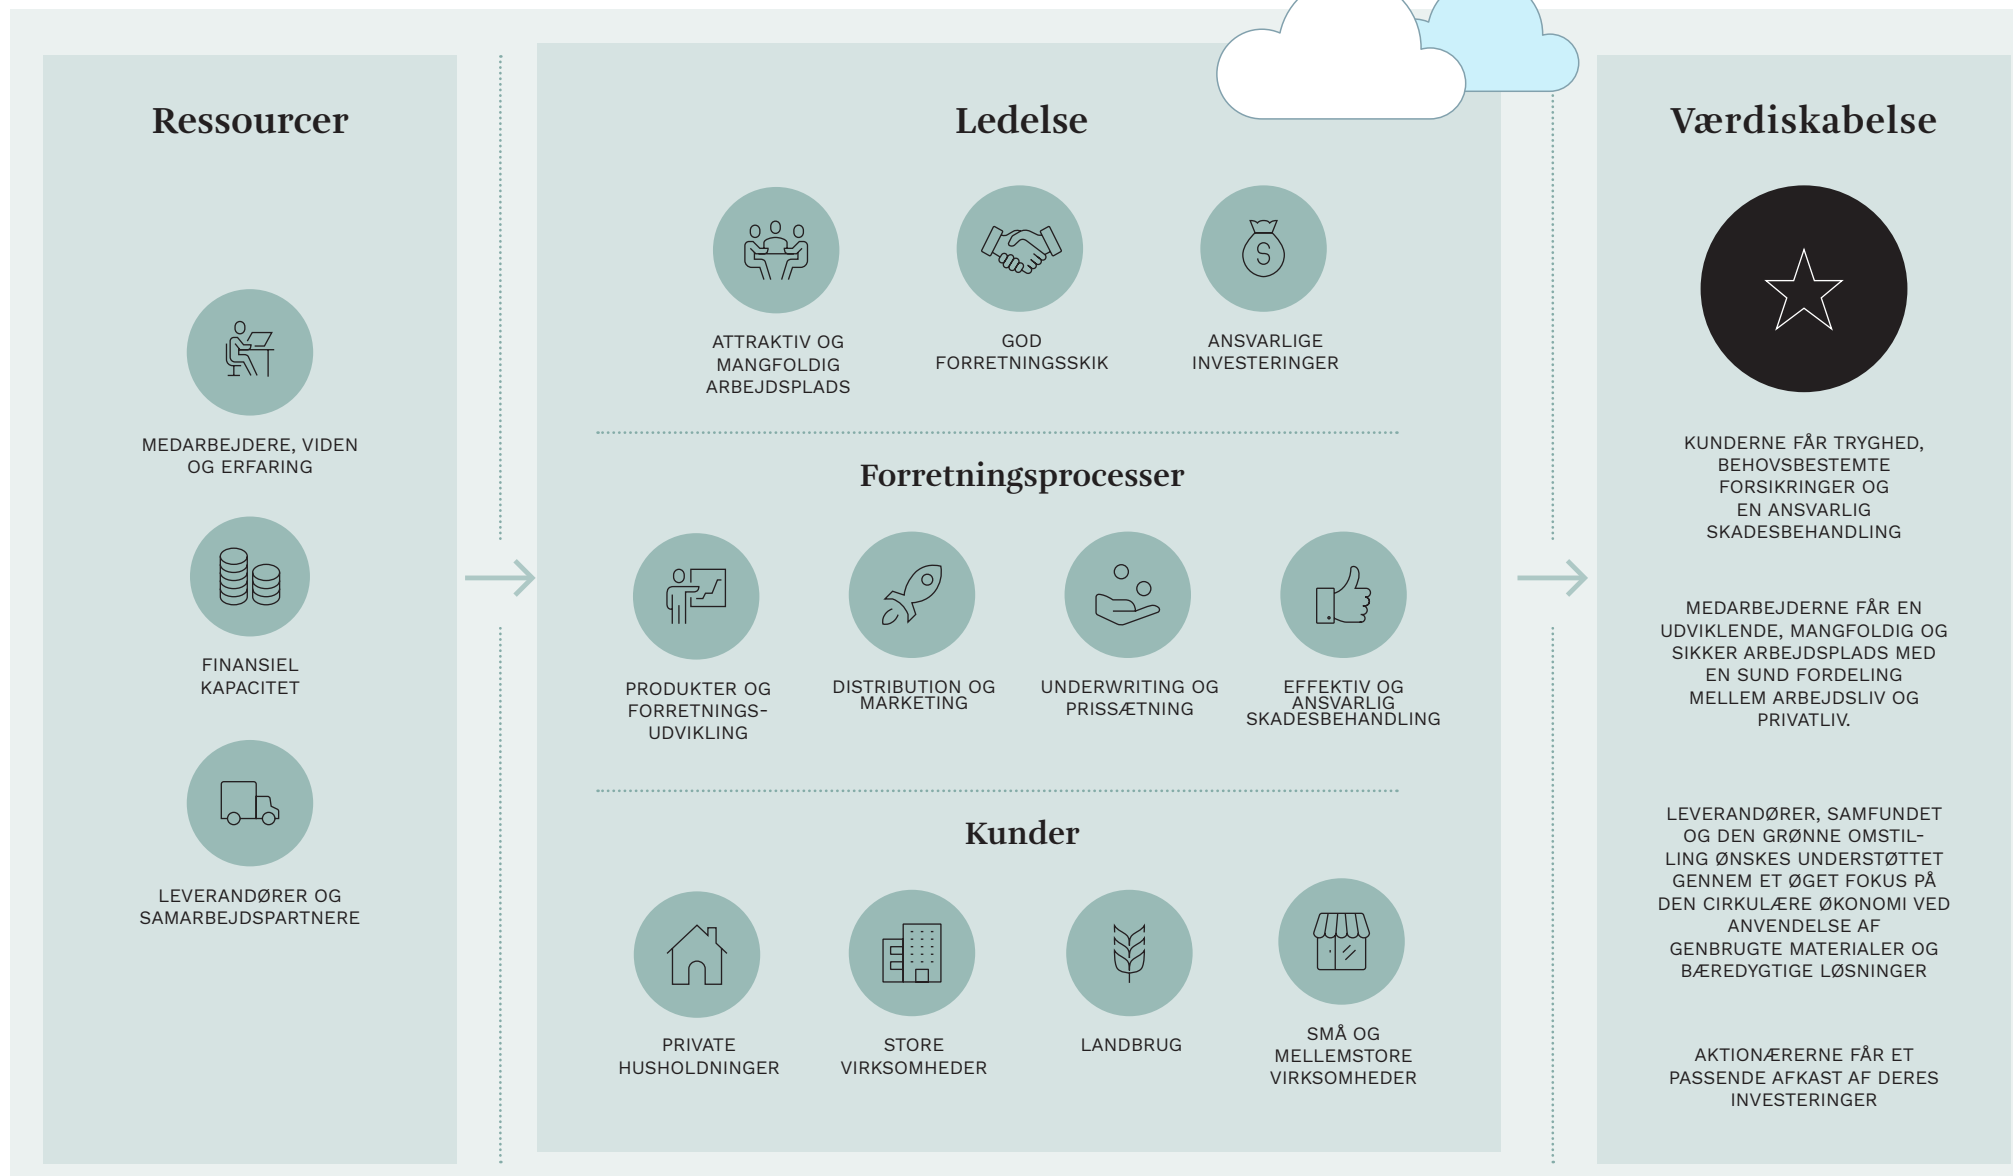 Ressourcer
MEDARBEJDERE, VIDEN
OG ERFARING
FINANSIEL
KAPACITET
LEVERANDØRER OG
SAMARBEJDSPARTNERE
Ledelse
ATTRAKTIV OG
MANGFOLDIG
ARBEJDSPLADS
GOD
FORRETNINGSSKIK
ANSVARLIGE
INVESTERINGER
Forretningsprocesser
PRODUKTER OG
FORRETNINGS-
UDVIKLING
DISTRIBUTION OG
MARKETING
UNDERWRITING OG
PRISSÆTNING
EFFEKTIV OG
ANSVARLIG
SKADESBEHANDLING
Kunder
PRIVATE
HUSHOLDNINGER
STORE
VIRKSOMHEDER
LANDBRUG
SMÅ OG
MELLEMSTORE
VIRKSOMHEDER
Værdiskabelse
KUNDERNE FÅR TRYGHED,
BEHOVSBESTEMTE
FORSIKRINGER OG
EN ANSVARLIG
SKADESBEHANDLING
MEDARBEJDERNE FÅR EN
UDVIKLENDE, MANGFOLDIG OG
SIKKER ARBEJDSPLADS MED
EN SUND FORDELING
MELLEM ARBEJDSLIV OG
PRIVATLIV.
LEVERANDØRER, SAMFUNDET
OG DEN GRØNNE OMSTIL-
LING ØNSKES UNDERSTØTTET
GENNEM ET ØGET FOKUS PÅ
DEN CIRKULÆRE ØKONOMI VED
ANVENDELSE AF
GENBRUGTE MATERIALER OG
BÆREDYGTIGE LØSNINGER
AKTIONÆRERNE FÅR ET
PASSENDE AFKAST AF DERES
INVESTERINGER